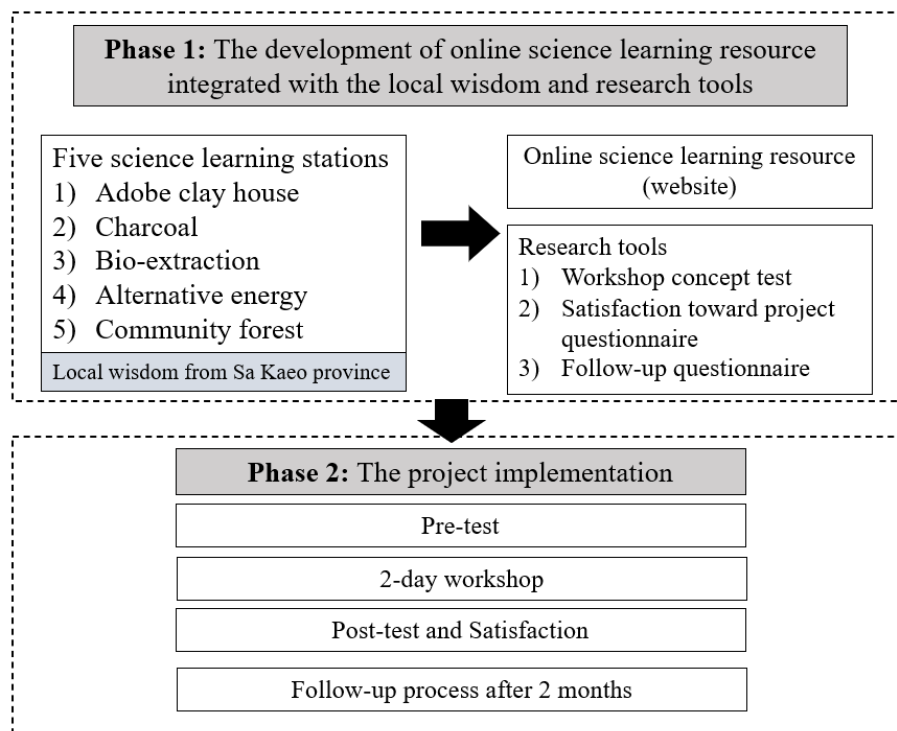 Phase 1: The development of online science learning resource
integrated with the local wisdom and research tools
Five science learning stations
1) Adobe clay house
2) Charcoal
3) Bio-extraction
4) Alternative energy
5) Community forest
Local wisdom from Sa Kaeo province
Online science learning resource
(website)
Research tools
1) Workshop concept test
2) Satisfaction toward project
questionnaire
3) Follow-up questionnaire
Phase 2: The project implementation
Pre-test
2-day workshop
Post-test and Satisfaction
Follow-up process after 2 months